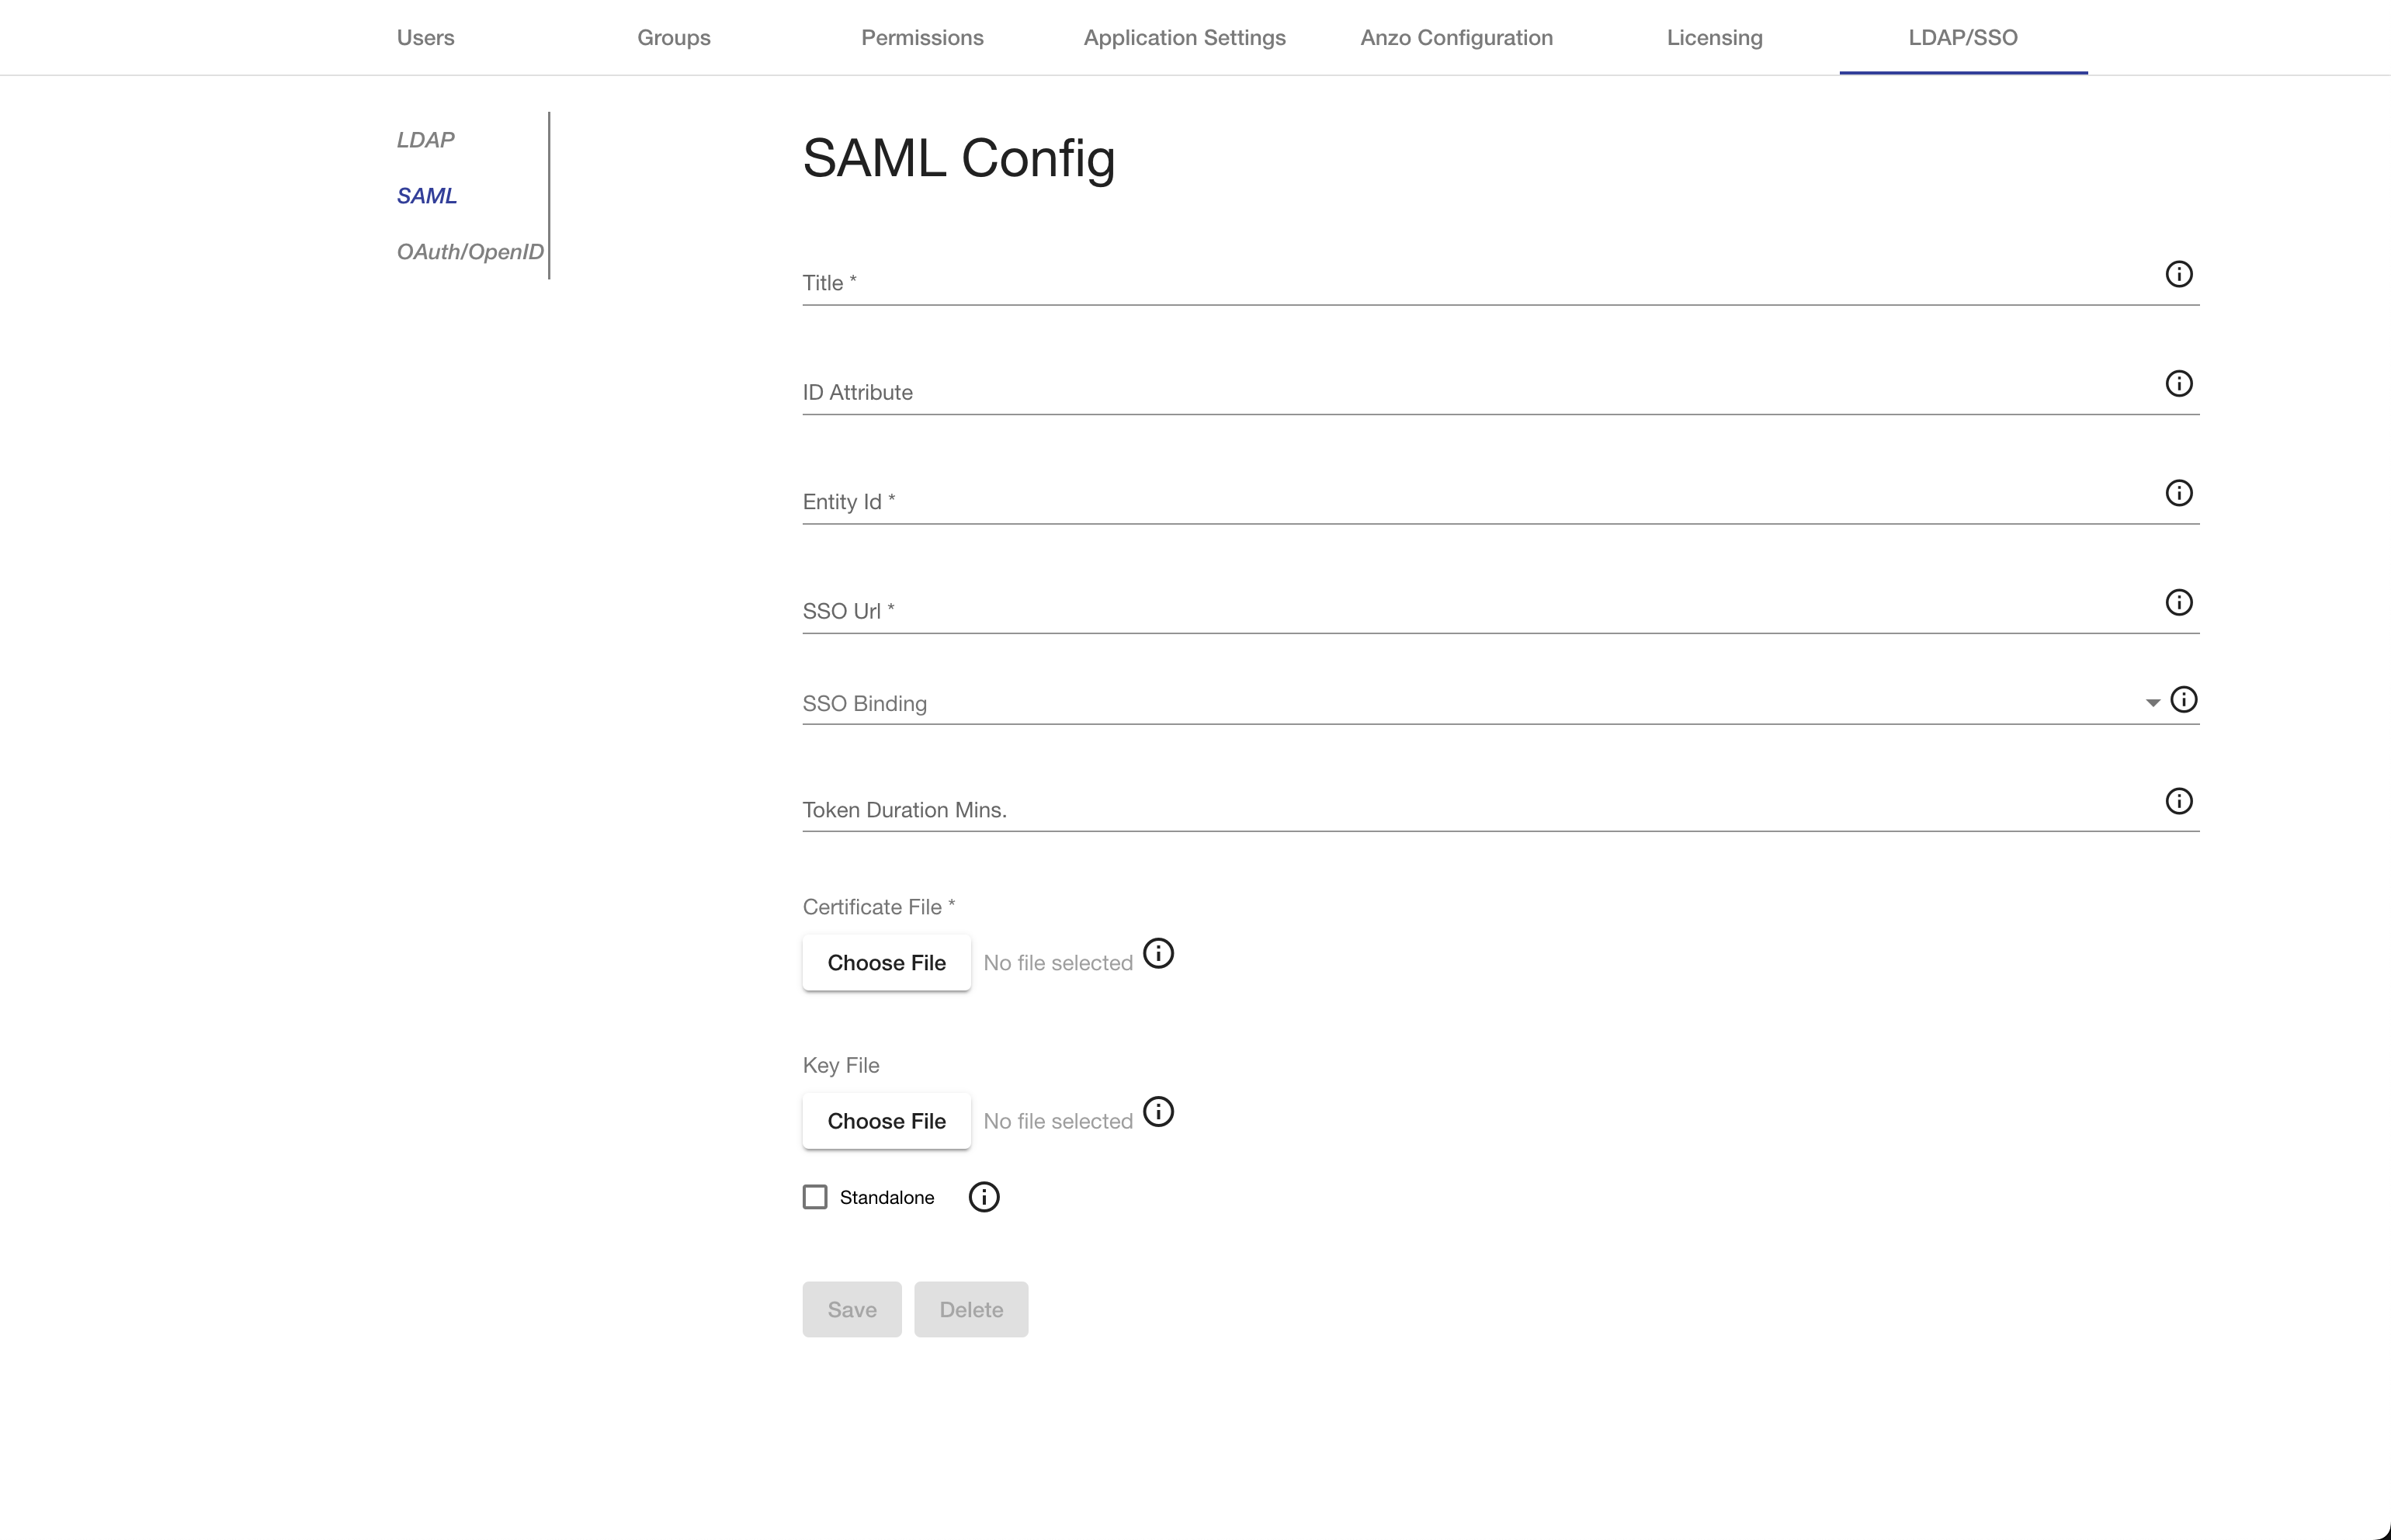 Users Groups Permissions Application Settings Anzo Configuration Licensing LDAP/SSO
LDAP
SAML
OAuth/OpenID
SAML Config
Title *
ID Attribute
Entity Id *
SSO Url *
SSO Binding
Token Duration Mins.
Certificate File *
Choose File No file selected
Key File
Choose File No file selected
Standalone
Save Delete